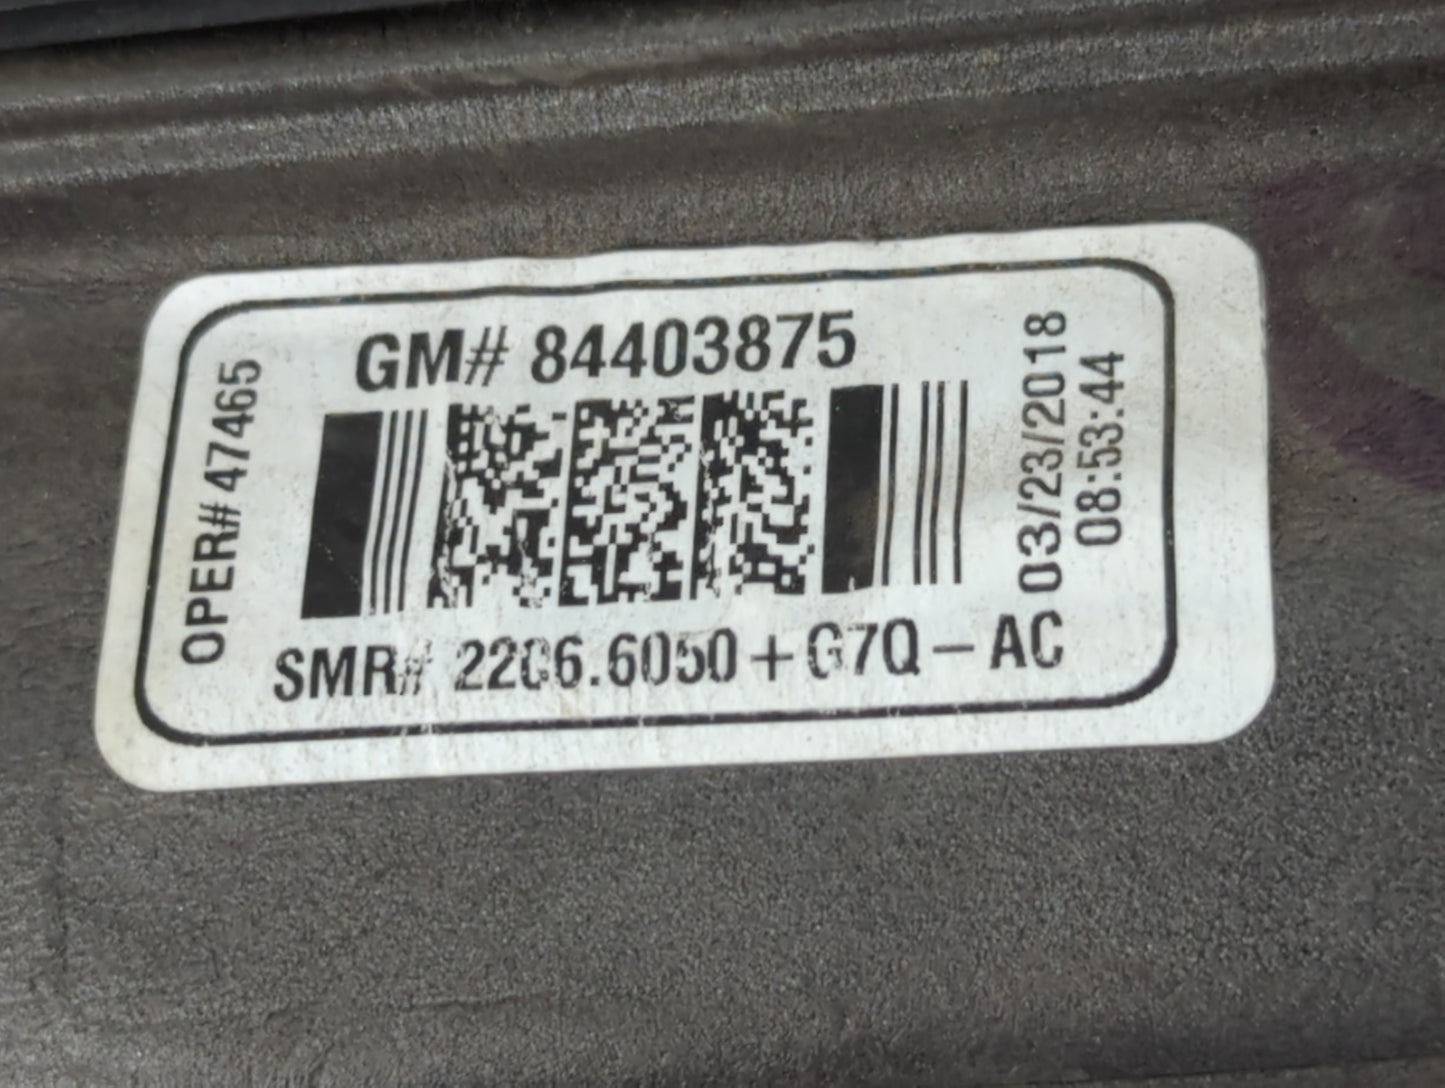 GM# 84403875
OPER# 47465
03/23/2018
08:53:44
SMR# 2206.6050+G7Q-AC